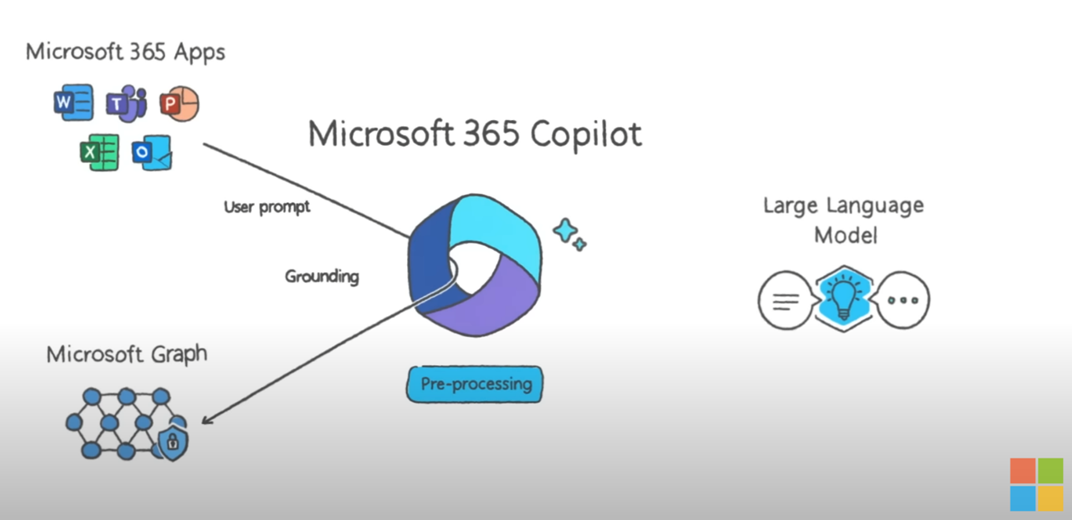 Microsoft 365 Apps
W
T
P
X
O
Microsoft 365 Copilot
User prompt
Large Language
Model
Grounding
Microsoft Graph
Pre-processing